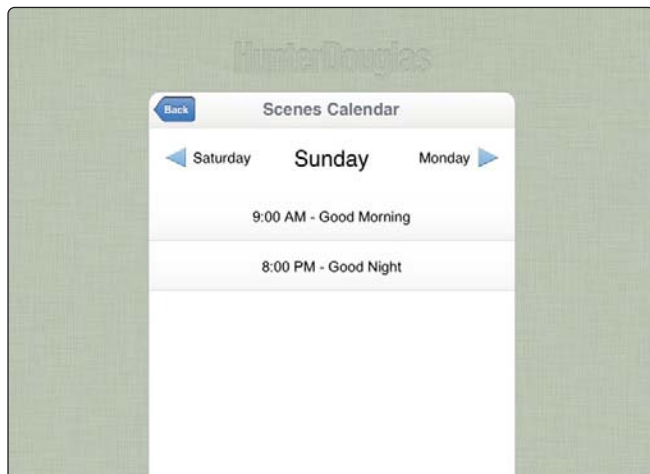 HunterDouglas
Back
Scenes Calendar
Saturday Sunday Monday
9:00 AM - Good Morning
8:00 PM - Good Night